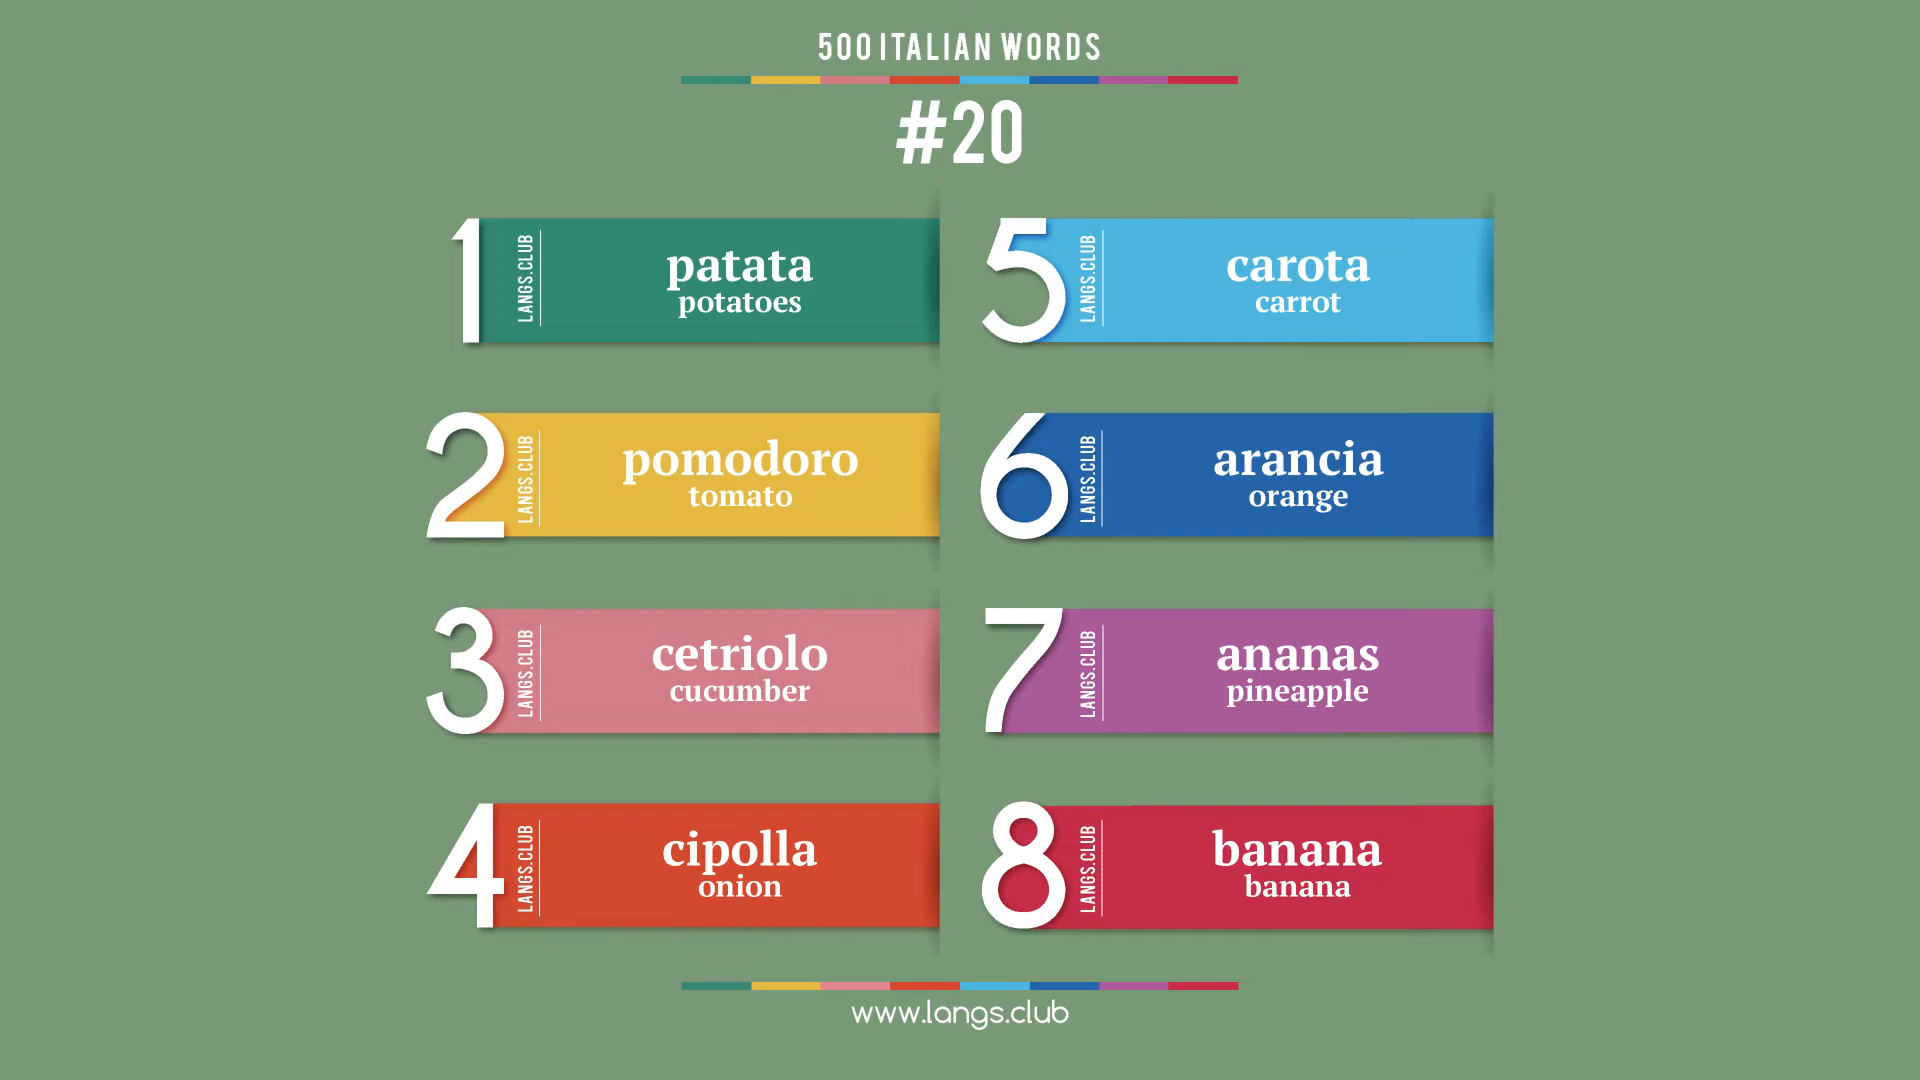 500 ITALIAN WORDS
#20
1
LANGS.CLUB
patata
potatoes
2
LANGS.CLUB
pomodoro
tomato
3
LANGS.CLUB
cetriolo
cucumber
4
LANGS.CLUB
cipolla
onion
5
LANGS.CLUB
carota
carrot
6
LANGS.CLUB
arancia
orange
7
LANGS.CLUB
ananas
pineapple
8
LANGS.CLUB
banana
banana
www.langs.club